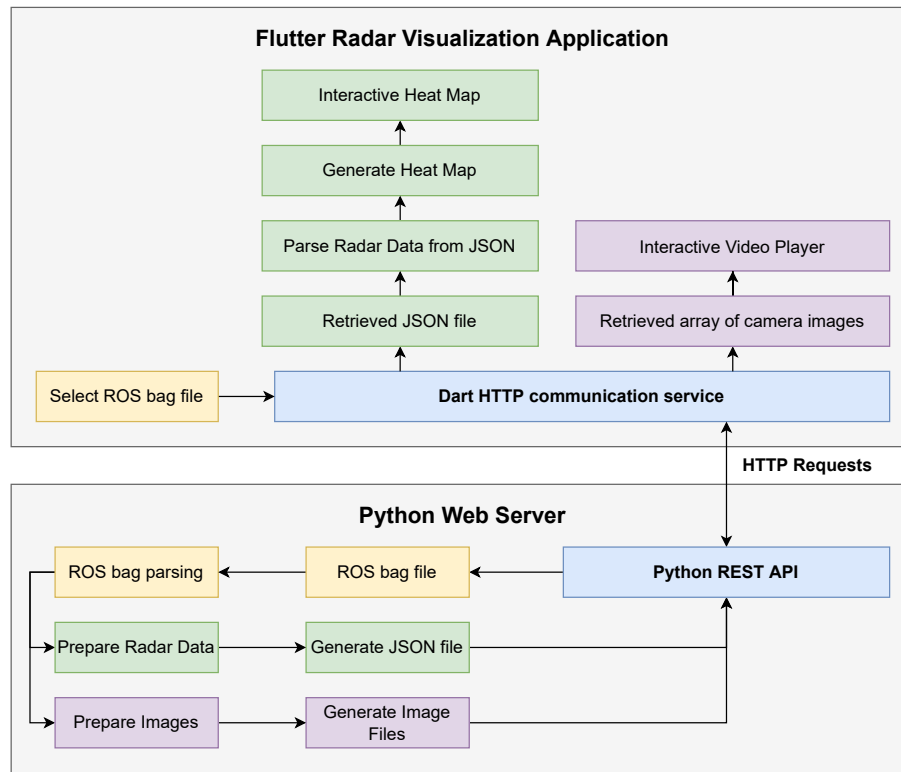 Flutter Radar Visualization Application
Interactive Heat Map
Generate Heat Map
Parse Radar Data from JSON
Interactive Video Player
Retrieved JSON file
Retrieved array of camera images
Select ROS bag file
Dart HTTP communication service
HTTP Requests
Python Web Server
ROS bag parsing
ROS bag file
Python REST API
Prepare Radar Data
Generate JSON file
Prepare Images
Generate Image
Files